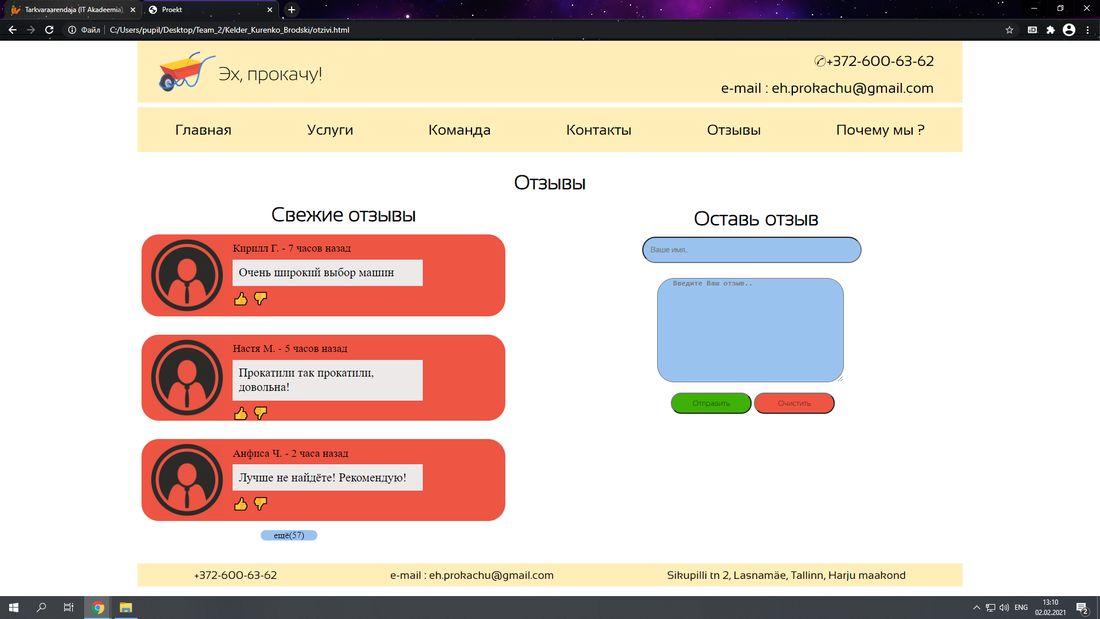 Tarkvaraarendaja (IT Akadeemia)
Proekt
Файл
C:/Users/pupil/Desktop/Team_2/Kelder_Kurenko_Brodski/otzivi.html
Эх, прокачу!
✆+372-600-63-62
e-mail : eh.prokachu@gmail.com
Главная Услуги Команда Контакты Отзывы Почему мы ?
Отзывы
Свежие отзывы
Кирилл Г. - 7 часов назад
Очень широкий выбор машин
Настя М. - 5 часов назад
Прокатили так прокатили,
довольна!
Анфиса Ч. - 2 часа назад
Лучше не найдёте! Рекомендую!
ещё(57)
Оставь отзыв
Ваше имя.
Введите Ваш отзыв..
Отправить Очистить
+372-600-63-62 e-mail : eh.prokachu@gmail.com Sikupilli tn 2, Lasnamäe, Tallinn, Harju maakond
ENG
13:10
02.02.2021
2